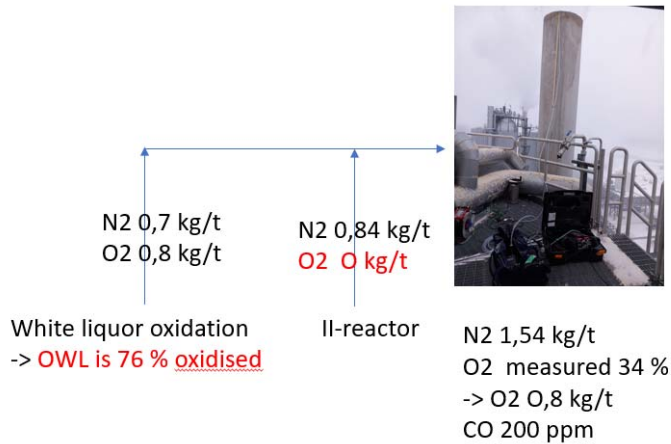 N2 0,7 kg/t
O2 0,8 kg/t
N2 0,84 kg/t
O2 O kg/t
White liquor oxidation
-> OWL is 76 % oxidised
II-reactor
N2 1,54 kg/t
O2 measured 34 %
-> O2 O,8 kg/t
CO 200 ppm